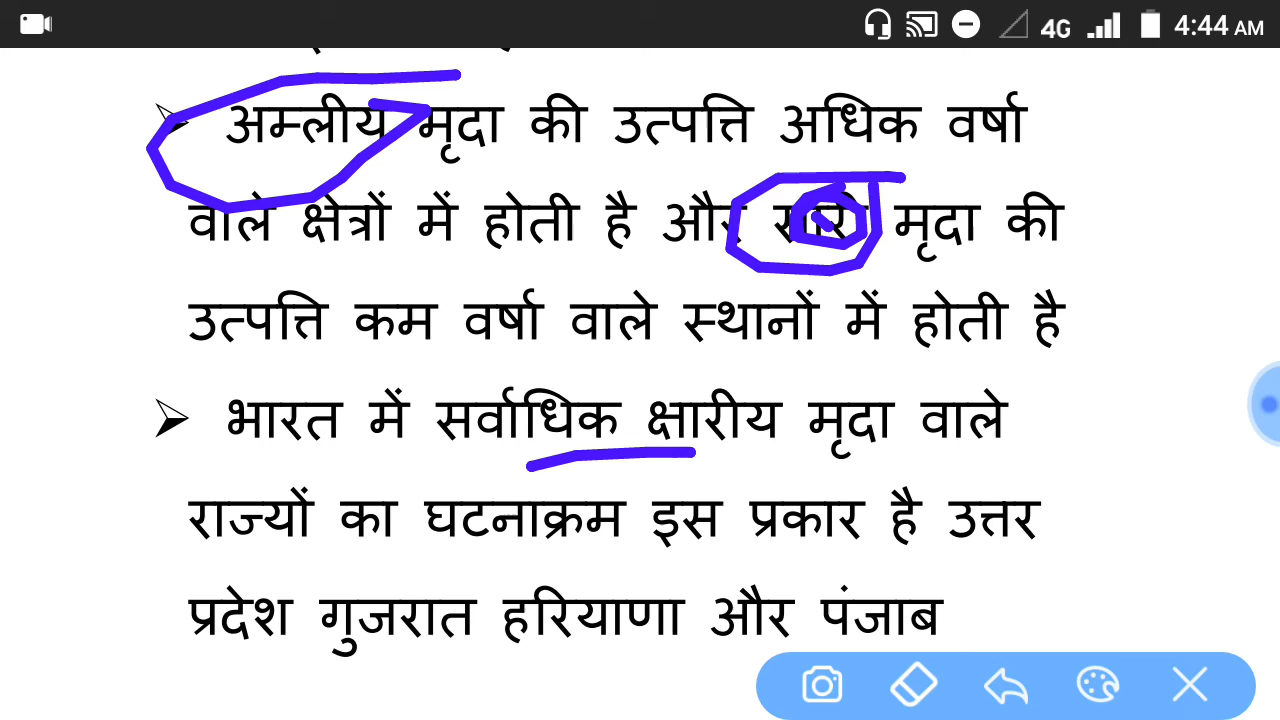 4G 4:44 AM
➢ अम्लीय मृदा की उत्पत्ति अधिक वर्षा
वाले क्षेत्रों में होती है और मृदा की
उत्पत्ति कम वर्षा वाले स्थानों में होती है
➢ भारत में सर्वाधिक क्षारीय मृदा वाले
राज्यों का घटनाक्रम इस प्रकार है उत्तर
प्रदेश गुजरात हरियाणा और पंजाब